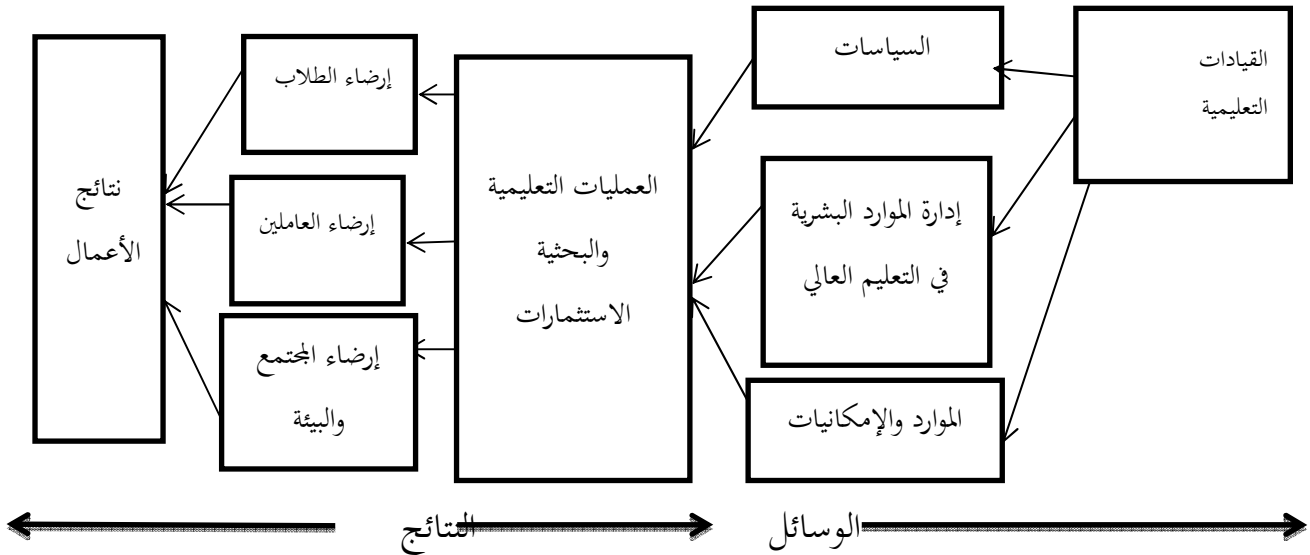 القيادات
التعليمية
السياسات
إدارة الموارد البشرية
في التعليم العالي
الموارد والإمكانيات
العمليات التعليمية
والبحثية
الاستثمارات
إرضاء الطلاب
إرضاء العاملين
إرضاء المجتمع
والبيئة
نتائج
الأعمال
الوسائل
النتائج